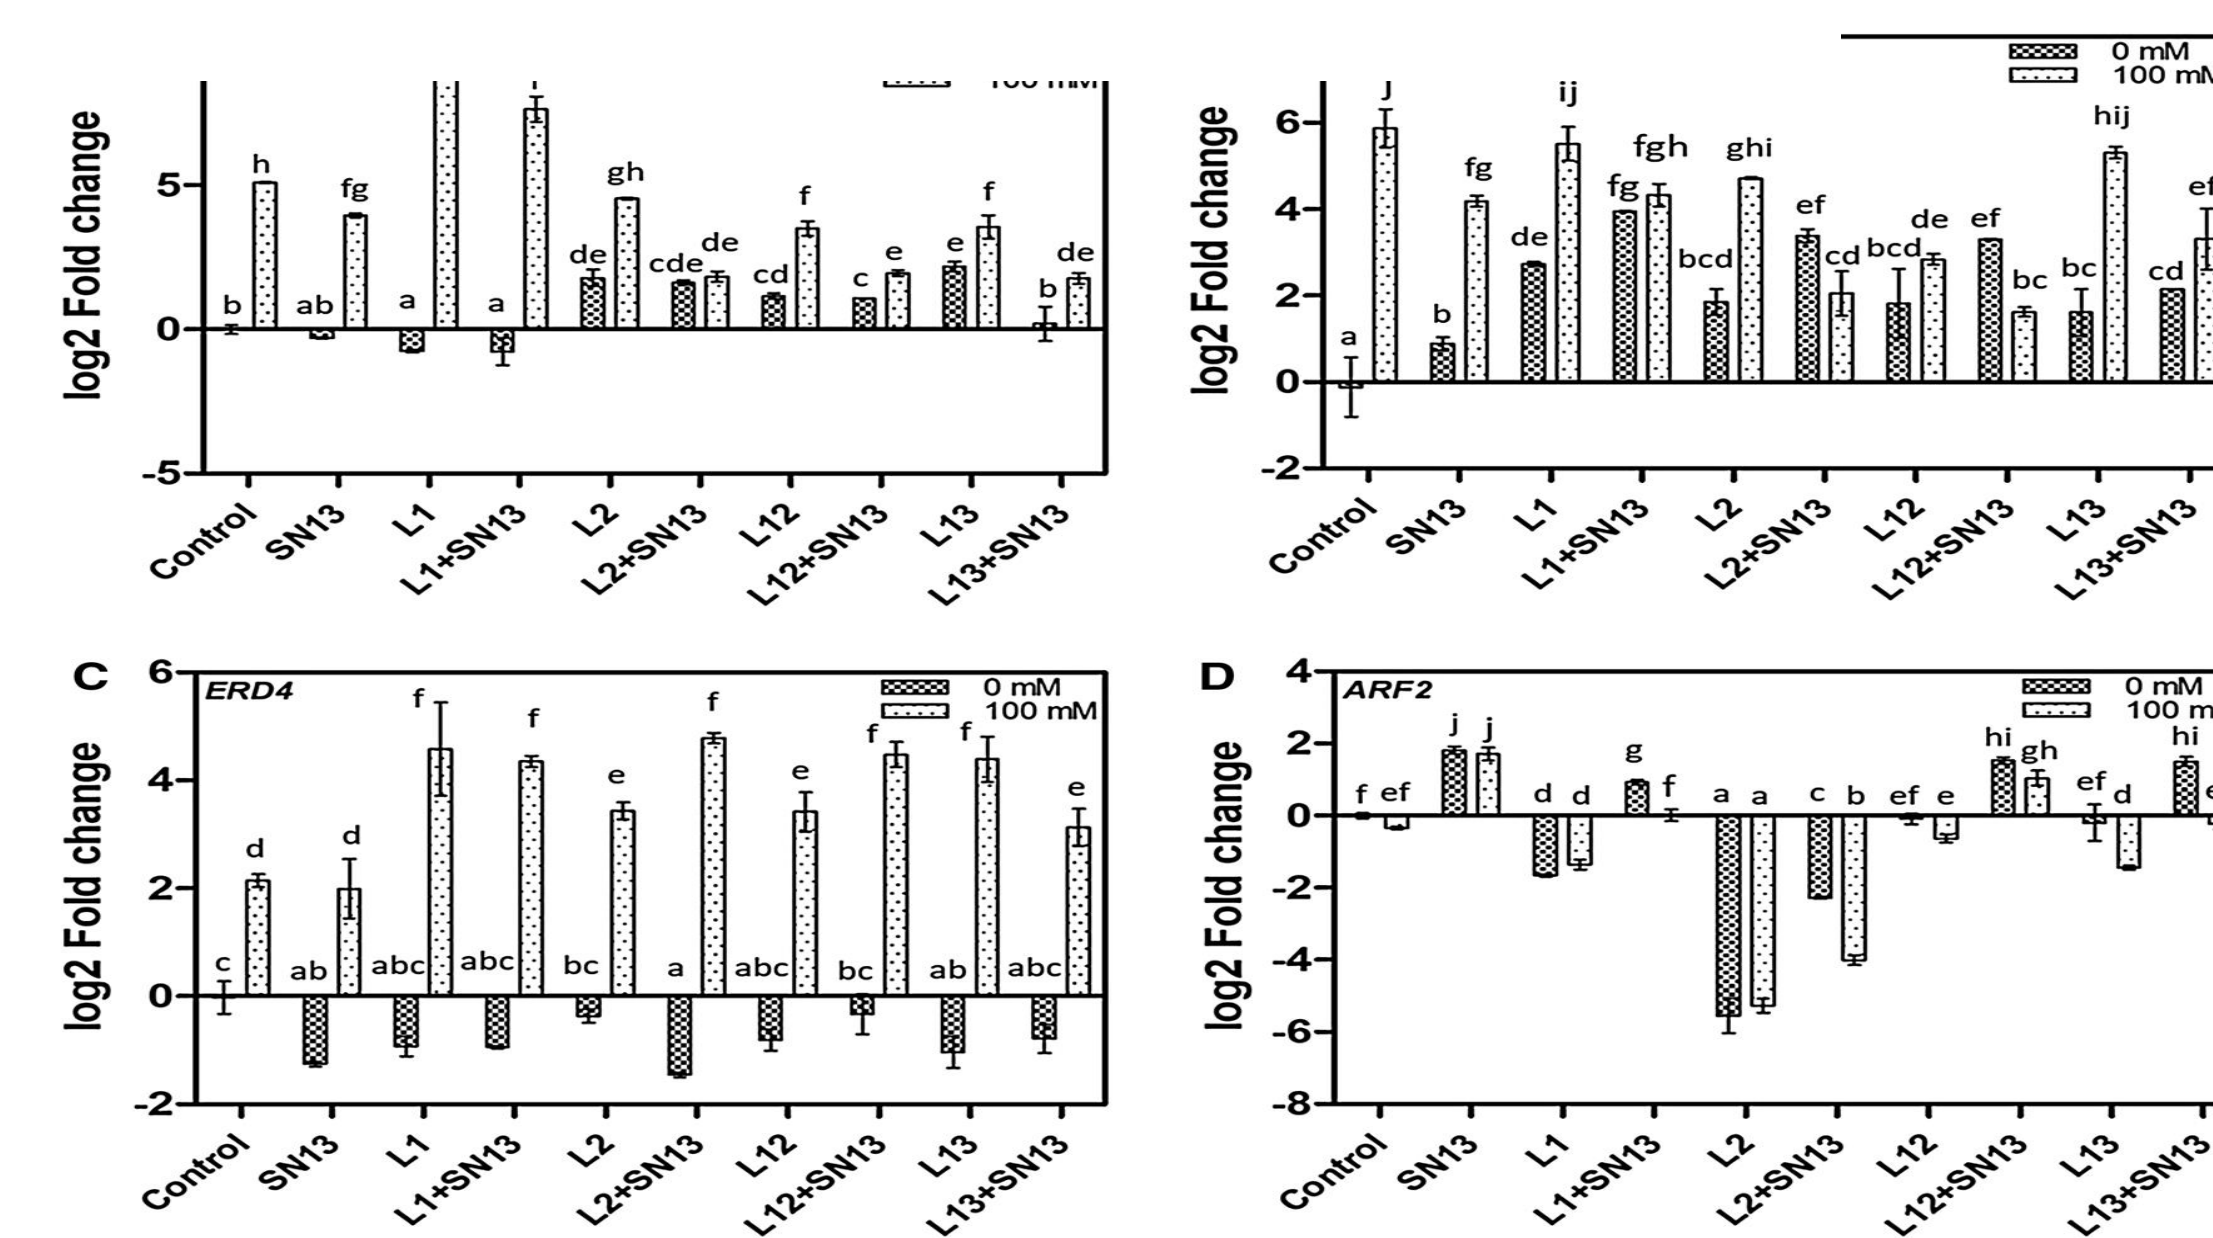 0 mM
100 mM
log2 Fold change
5
0
-5
h
fg
gh
f
f
de
cde
de
cd
e
c
e
de
b
b
ab
a
a
Control
SN13
L1
L1+SN13
L2
L2+SN13
L12
L12+SN13
L13
L13+SN13
log2 Fold change
6
4
2
0
-2
j
ij
hij
fg
fgh
ghi
fg
de
ef
de
ef
bcd
cd
bcd
bc
bc
cd
b
a
Control
SN13
L1
L1+SN13
L2
L2+SN13
L12
L12+SN13
L13
L13+SN13
C
ERD4
0 mM
100 mM
log2 Fold change
6
4
2
0
-2
c
d
ab
d
abc
f
abc
f
bc
e
a
f
abc
e
bc
f
ab
f
abc
e
Control
SN13
L1
L1+SN13
L2
L2+SN13
L12
L12+SN13
L13
L13+SN13
D
ARF2
0 mM
100 m
log2 Fold change
4
2
0
-2
-4
-6
-8
f
ef
j
j
d
d
g
f
a
a
c
b
ef
e
hi
gh
ef
d
hi
Control
SN13
L1
L1+SN13
L2
L2+SN13
L12
L12+SN13
L13
L13+SN13